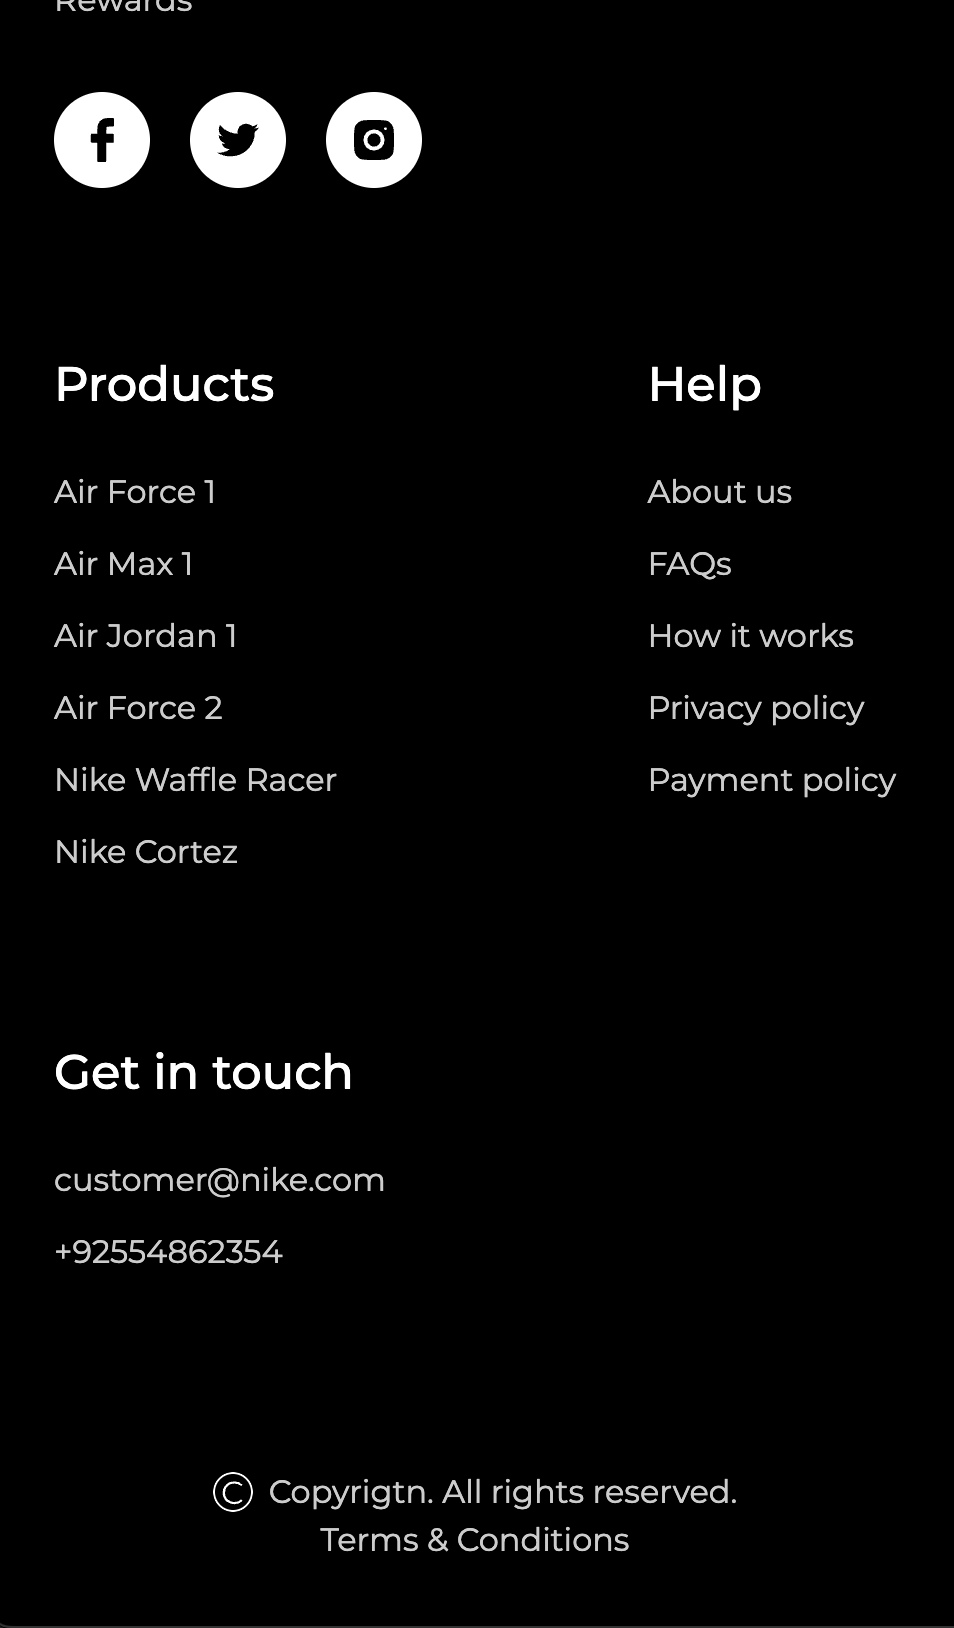 Rewards
Products
Air Force 1
Air Max 1
Air Jordan 1
Air Force 2
Nike Waffle Racer
Nike Cortez
Help
About us
FAQs
How it works
Privacy policy
Payment policy
Get in touch
customer@nike.com
+92554862354
© Copyrigtn. All rights reserved.
Terms & Conditions